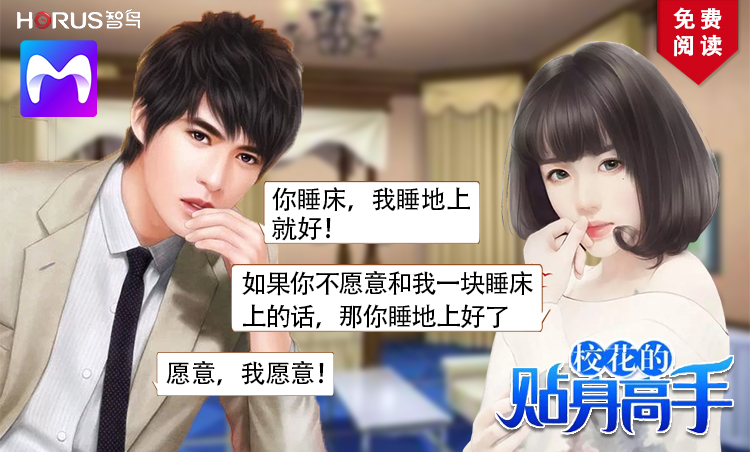 HORUS智鸟
免费
阅读
你睡床，我睡地上
就好！
如果你不愿意和我一块睡床
上的话，那你睡地上好了
愿意，我愿意！
校花的
贴身高手